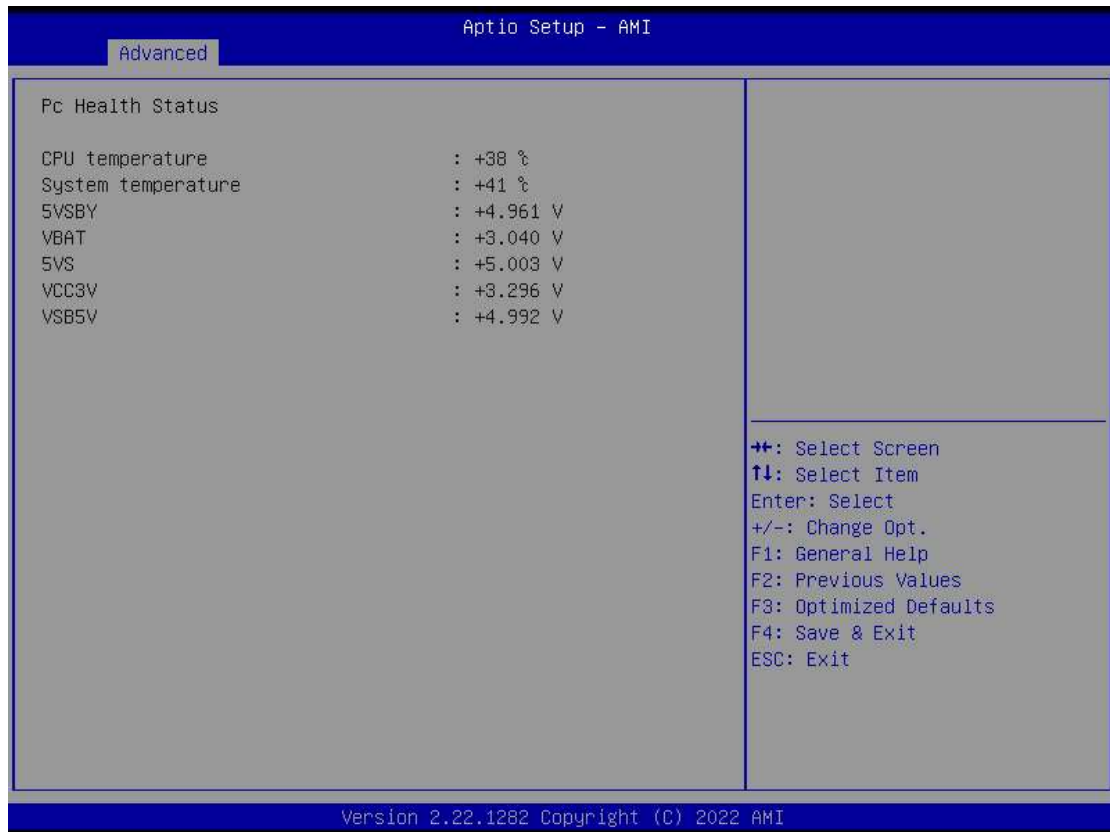 Aptio Setup – AMI
Advanced
Pc Health Status
CPU temperature : +38 ℃
System temperature : +41 ℃
5VSBY : +4.961 V
VBAT : +3.040 V
5VS : +5.003 V
VCC3V : +3.296 V
VSB5V : +4.992 V
→←: Select Screen
↑↓: Select Item
Enter: Select
+/-: Change Opt.
F1: General Help
F2: Previous Values
F3: Optimized Defaults
F4: Save & Exit
ESC: Exit
Version 2.22.1282 Copyright (C) 2022 AMI